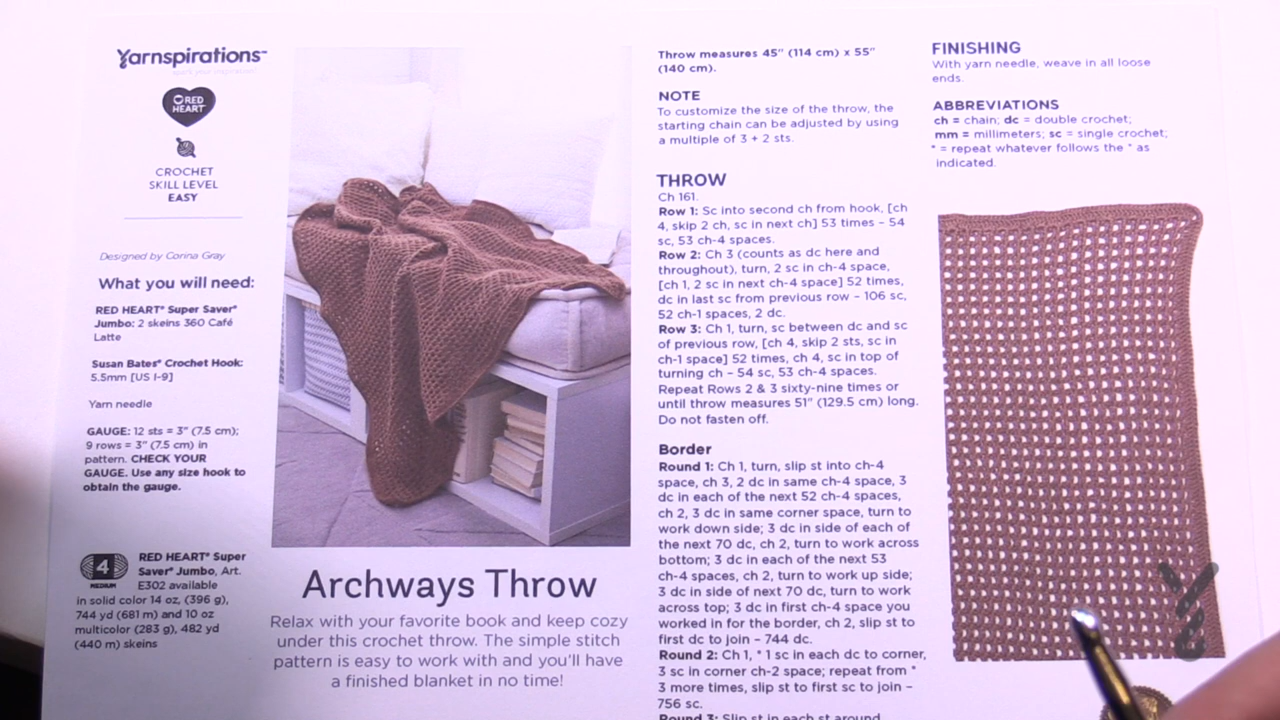 Yarnspirations™
spark your inspiration!
RED
HEART®
CROCHET
SKILL LEVEL
EASY
Designed by Corina Gray
What you will need:
RED HEART® Super Saver®
Jumbo: 2 skeins 360 Café
Latte
Susan Bates® Crochet Hook:
5.5mm [US I-9]
Yarn needle
GAUGE: 12 sts = 3" (7.5 cm);
9 rows = 3" (7.5 cm) in
pattern. CHECK YOUR
GAUGE. Use any size hook to
obtain the gauge.
4
MEDIUM
RED HEART® Super
Saver® Jumbo, Art.
E302 available
in solid color 14 oz, (396 g),
744 yd (681 m) and 10 oz
multicolor (283 g), 482 yd
(440 m) skeins
Archways Throw
Relax with your favorite book and keep cozy
under this crochet throw. The simple stitch
pattern is easy to work with and you'll have
a finished blanket in no time!
Throw measures 45" (114 cm) x 55"
(140 cm).
NOTE
To customize the size of the throw, the
starting chain can be adjusted by using
a multiple of 3 + 2 sts.
THROW
Ch 161.
Row 1: Sc into second ch from hook, [ch
4, skip 2 ch, sc in next ch] 53 times – 54
sc, 53 ch-4 spaces.
Row 2: Ch 3 (counts as dc here and
throughout), turn, 2 sc in ch-4 space,
[ch 1, 2 sc in next ch-4 space] 52 times,
dc in last sc from previous row – 106 sc,
52 ch-1 spaces, 2 dc.
Row 3: Ch 1, turn, sc between dc and sc
of previous row, [ch 4, skip 2 sts, sc in
ch-1 space] 52 times, ch 4, sc in top of
turning ch – 54 sc, 53 ch-4 spaces.
Repeat Rows 2 & 3 sixty-nine times or
until throw measures 51" (129.5 cm) long.
Do not fasten off.
Border
Round 1: Ch 1, turn, slip st into ch-4
space, ch 3, 2 dc in same ch-4 space, 3
dc in each of the next 52 ch-4 spaces,
ch 2, 3 dc in same corner space, turn to
work down side; 3 dc in side of each of
the next 70 dc, ch 2, turn to work across
bottom; 3 dc in each of the next 53
ch-4 spaces, ch 2, turn to work up side;
3 dc in side of next 70 dc, turn to work
across top; 3 dc in first ch-4 space you
worked in for the border, ch 2, slip st to
first dc to join – 744 dc.
Round 2: Ch 1, * 1 sc in each dc to corner,
3 sc in corner ch-2 space; repeat from *
3 more times, slip st to first sc to join –
756 sc.
Round 3: Slip st in each st around
FINISHING
With yarn needle, weave in all loose
ends.
ABBREVIATIONS
ch = chain; dc = double crochet;
mm = millimeters; sc = single crochet;
* = repeat whatever follows the * as
indicated.